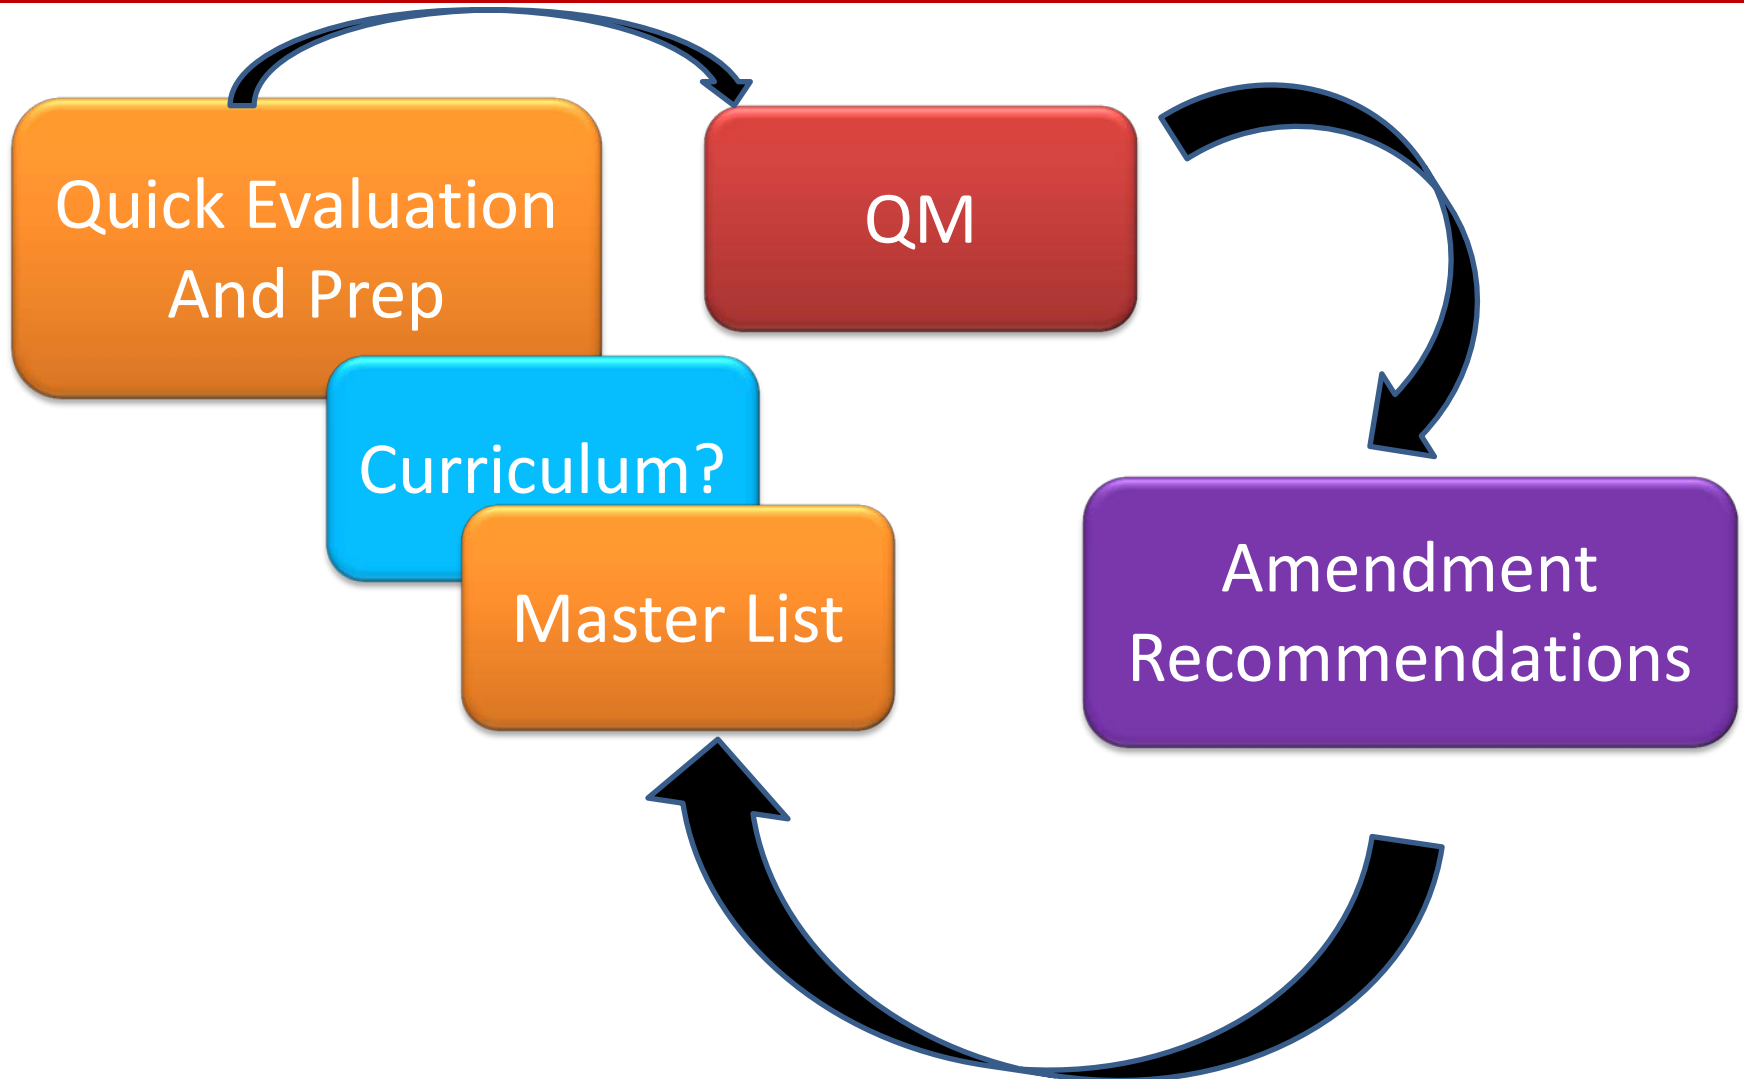 Quick Evaluation
And Prep
QM
Curriculum?
Master List
Amendment
Recommendations